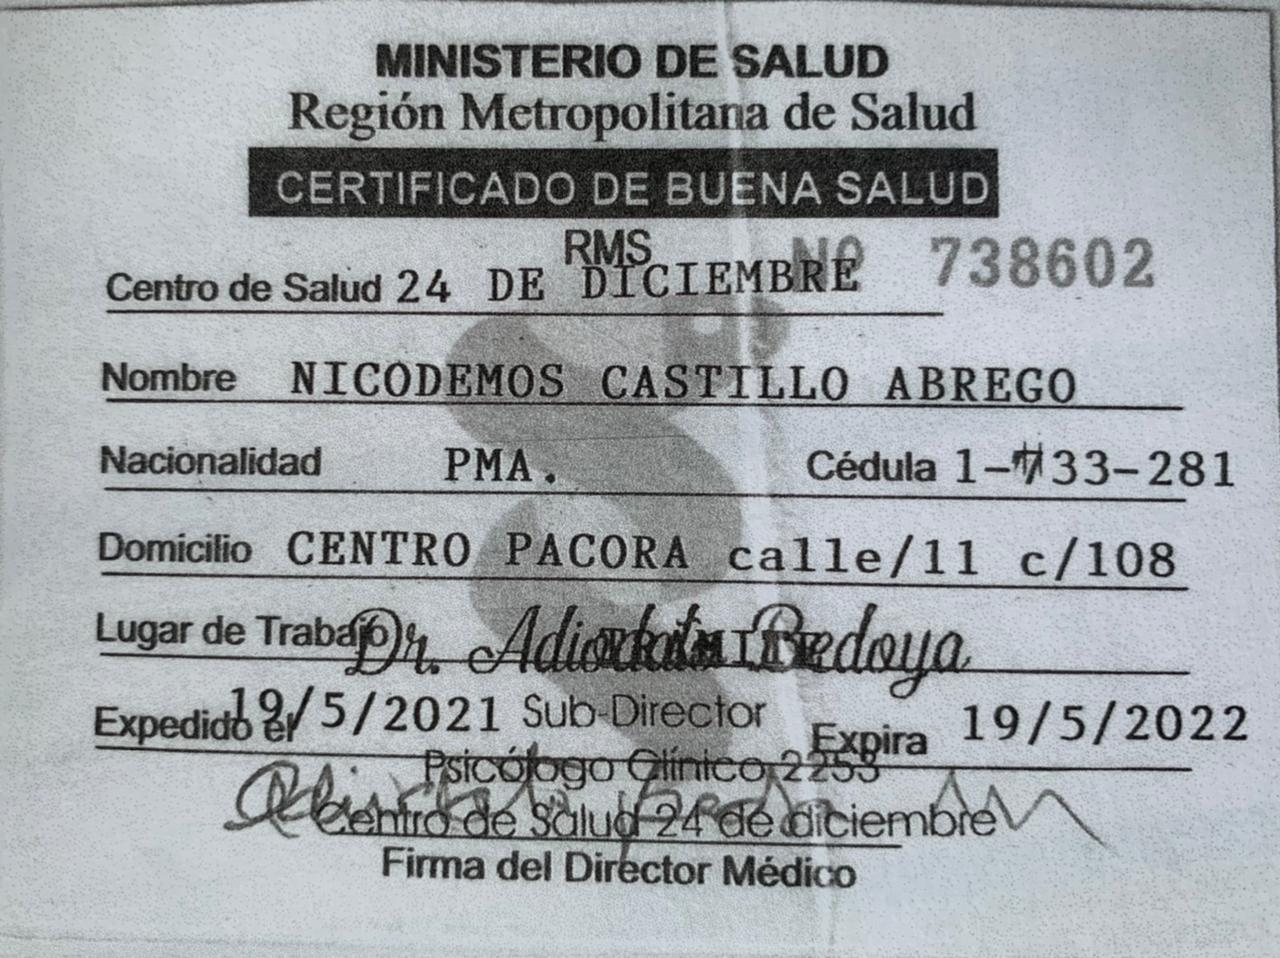 MINISTERIO DE SALUD
Región Metropolitana de Salud
CERTIFICADO DE BUENA SALUD
RMS
Nº 738602
Centro de Salud 24 DE DICIEMBRE
Nombre NICODEMOS CASTILLO ABREGO
Nacionalidad PMA. Cédula 1-733-281
Domicilio CENTRO PACORA calle/11 c/108
Lugar de Trabajo
Dr. Bedoya
Expedido el 19/5/2021 Sub-Director Expira 19/5/2022
Psicólogo Clínico 2253
Centro de Salud 24 de diciembre
Firma del Director Médico